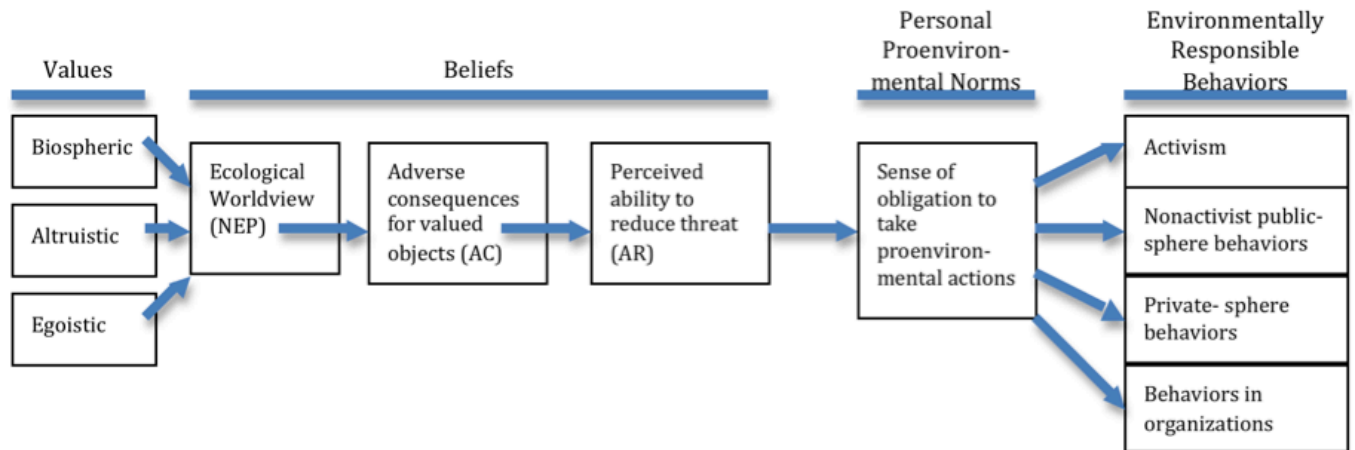 Values
Beliefs
Personal
Proenviron-
mental Norms
Environmentally
Responsible
Behaviors
Biospheric
Altruistic
Egoistic
Ecological
Worldview
(NEP)
Adverse
consequences
for valued
objects (AC)
Perceived
ability to
reduce threat
(AR)
Sense of
obligation to
take
proenviron-
mental actions
Activism
Nonactivist public-
sphere behaviors
Private- sphere
behaviors
Behaviors in
organizations